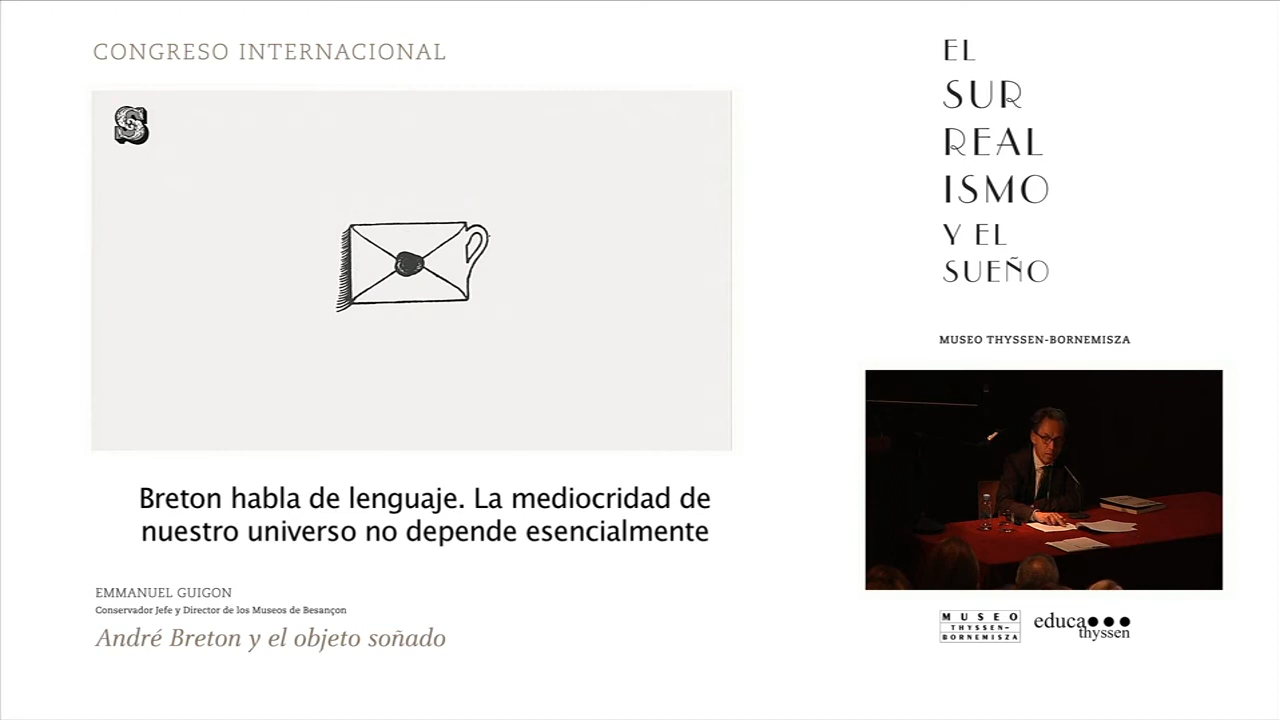 CONGRESO INTERNACIONAL
S
Breton habla de lenguaje. La mediocridad de
nuestro universo no depende esencialmente
EMMANUEL GUIGON
Conservador Jefe y Director de los Museos de Besançon
André Breton y el objeto soñado
EL
SUR
REAL
ISMO
Y EL
SUEÑO
MUSEO THYSSEN-BORNEMISZA
MUSEO
THYSSEN-
BORNEMISZA
educa
thyssen